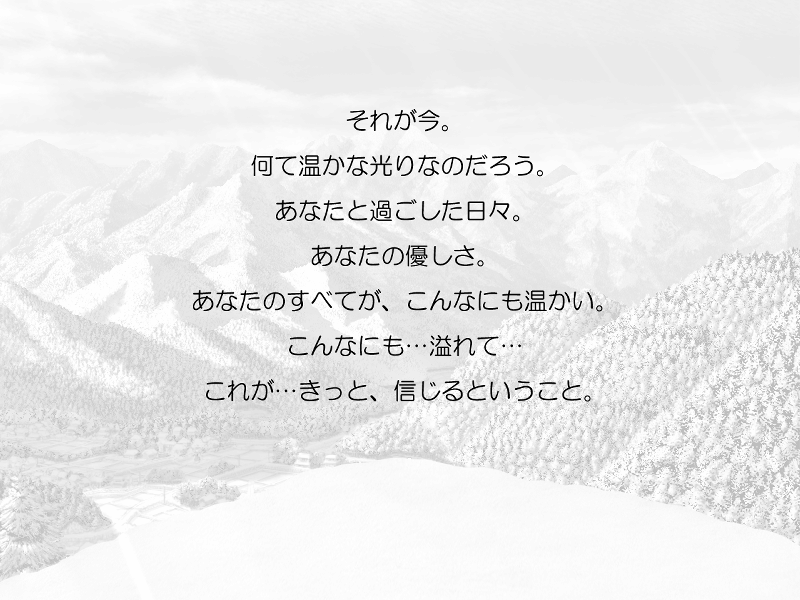 それが今。
何て温かな光りなのだろう。
あなたと過ごした日々。
あなたの優しさ。
あなたのすべてが、こんなにも温かい。
こんなにも…溢れて…
これが…きっと、信じるということ。